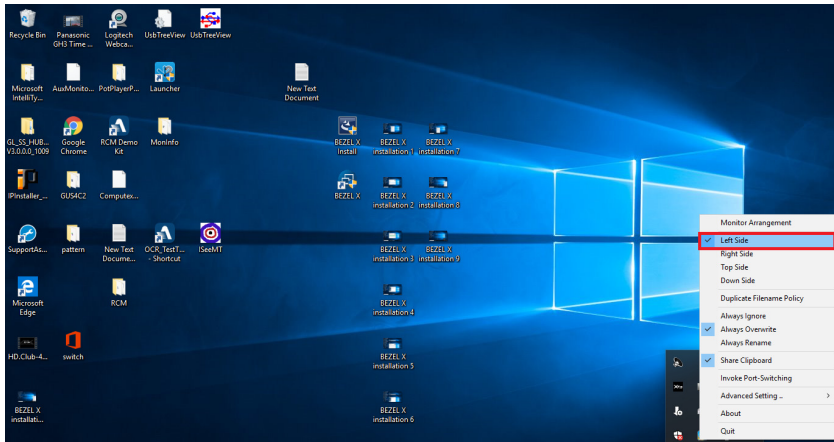 Recycle Bin
Panasonic
GH3 Time ...
Logitech
Webca...
UsbTreeView
UsbTreeView
Microsoft
IntelliTy...
AuxMonito...
PotPlayerP...
Launcher
New Text
Document
GL_SS_HUB...
V3.0.0.0_1009
Google
Chrome
RCM Demo
Kit
MonInfo
BEZEL X
Install
BEZEL X
installation 1
BEZEL X
installation 7
IPInstaller_...
GUS4C2
Computex...
BEZEL X
BEZEL X
installation 2
BEZEL X
installation 8
SupportAs...
pattern
New Text
Docume...
OCR_TestT...
- Shortcut
ISeeMT
BEZEL X
installation 3
BEZEL X
installation 9
Microsoft
Edge
RCM
BEZEL X
installation 4
HD.Club-4...
switch
BEZEL X
installation 5
BEZEL X
installati...
BEZEL X
installation 6
Monitor Arrangement
Left Side
Right Side
Top Side
Down Side
Duplicate Filename Policy
Always Ignore
Always Overwrite
Always Rename
Share Clipboard
Invoke Port-Switching
Advanced Setting ..
About
Quit